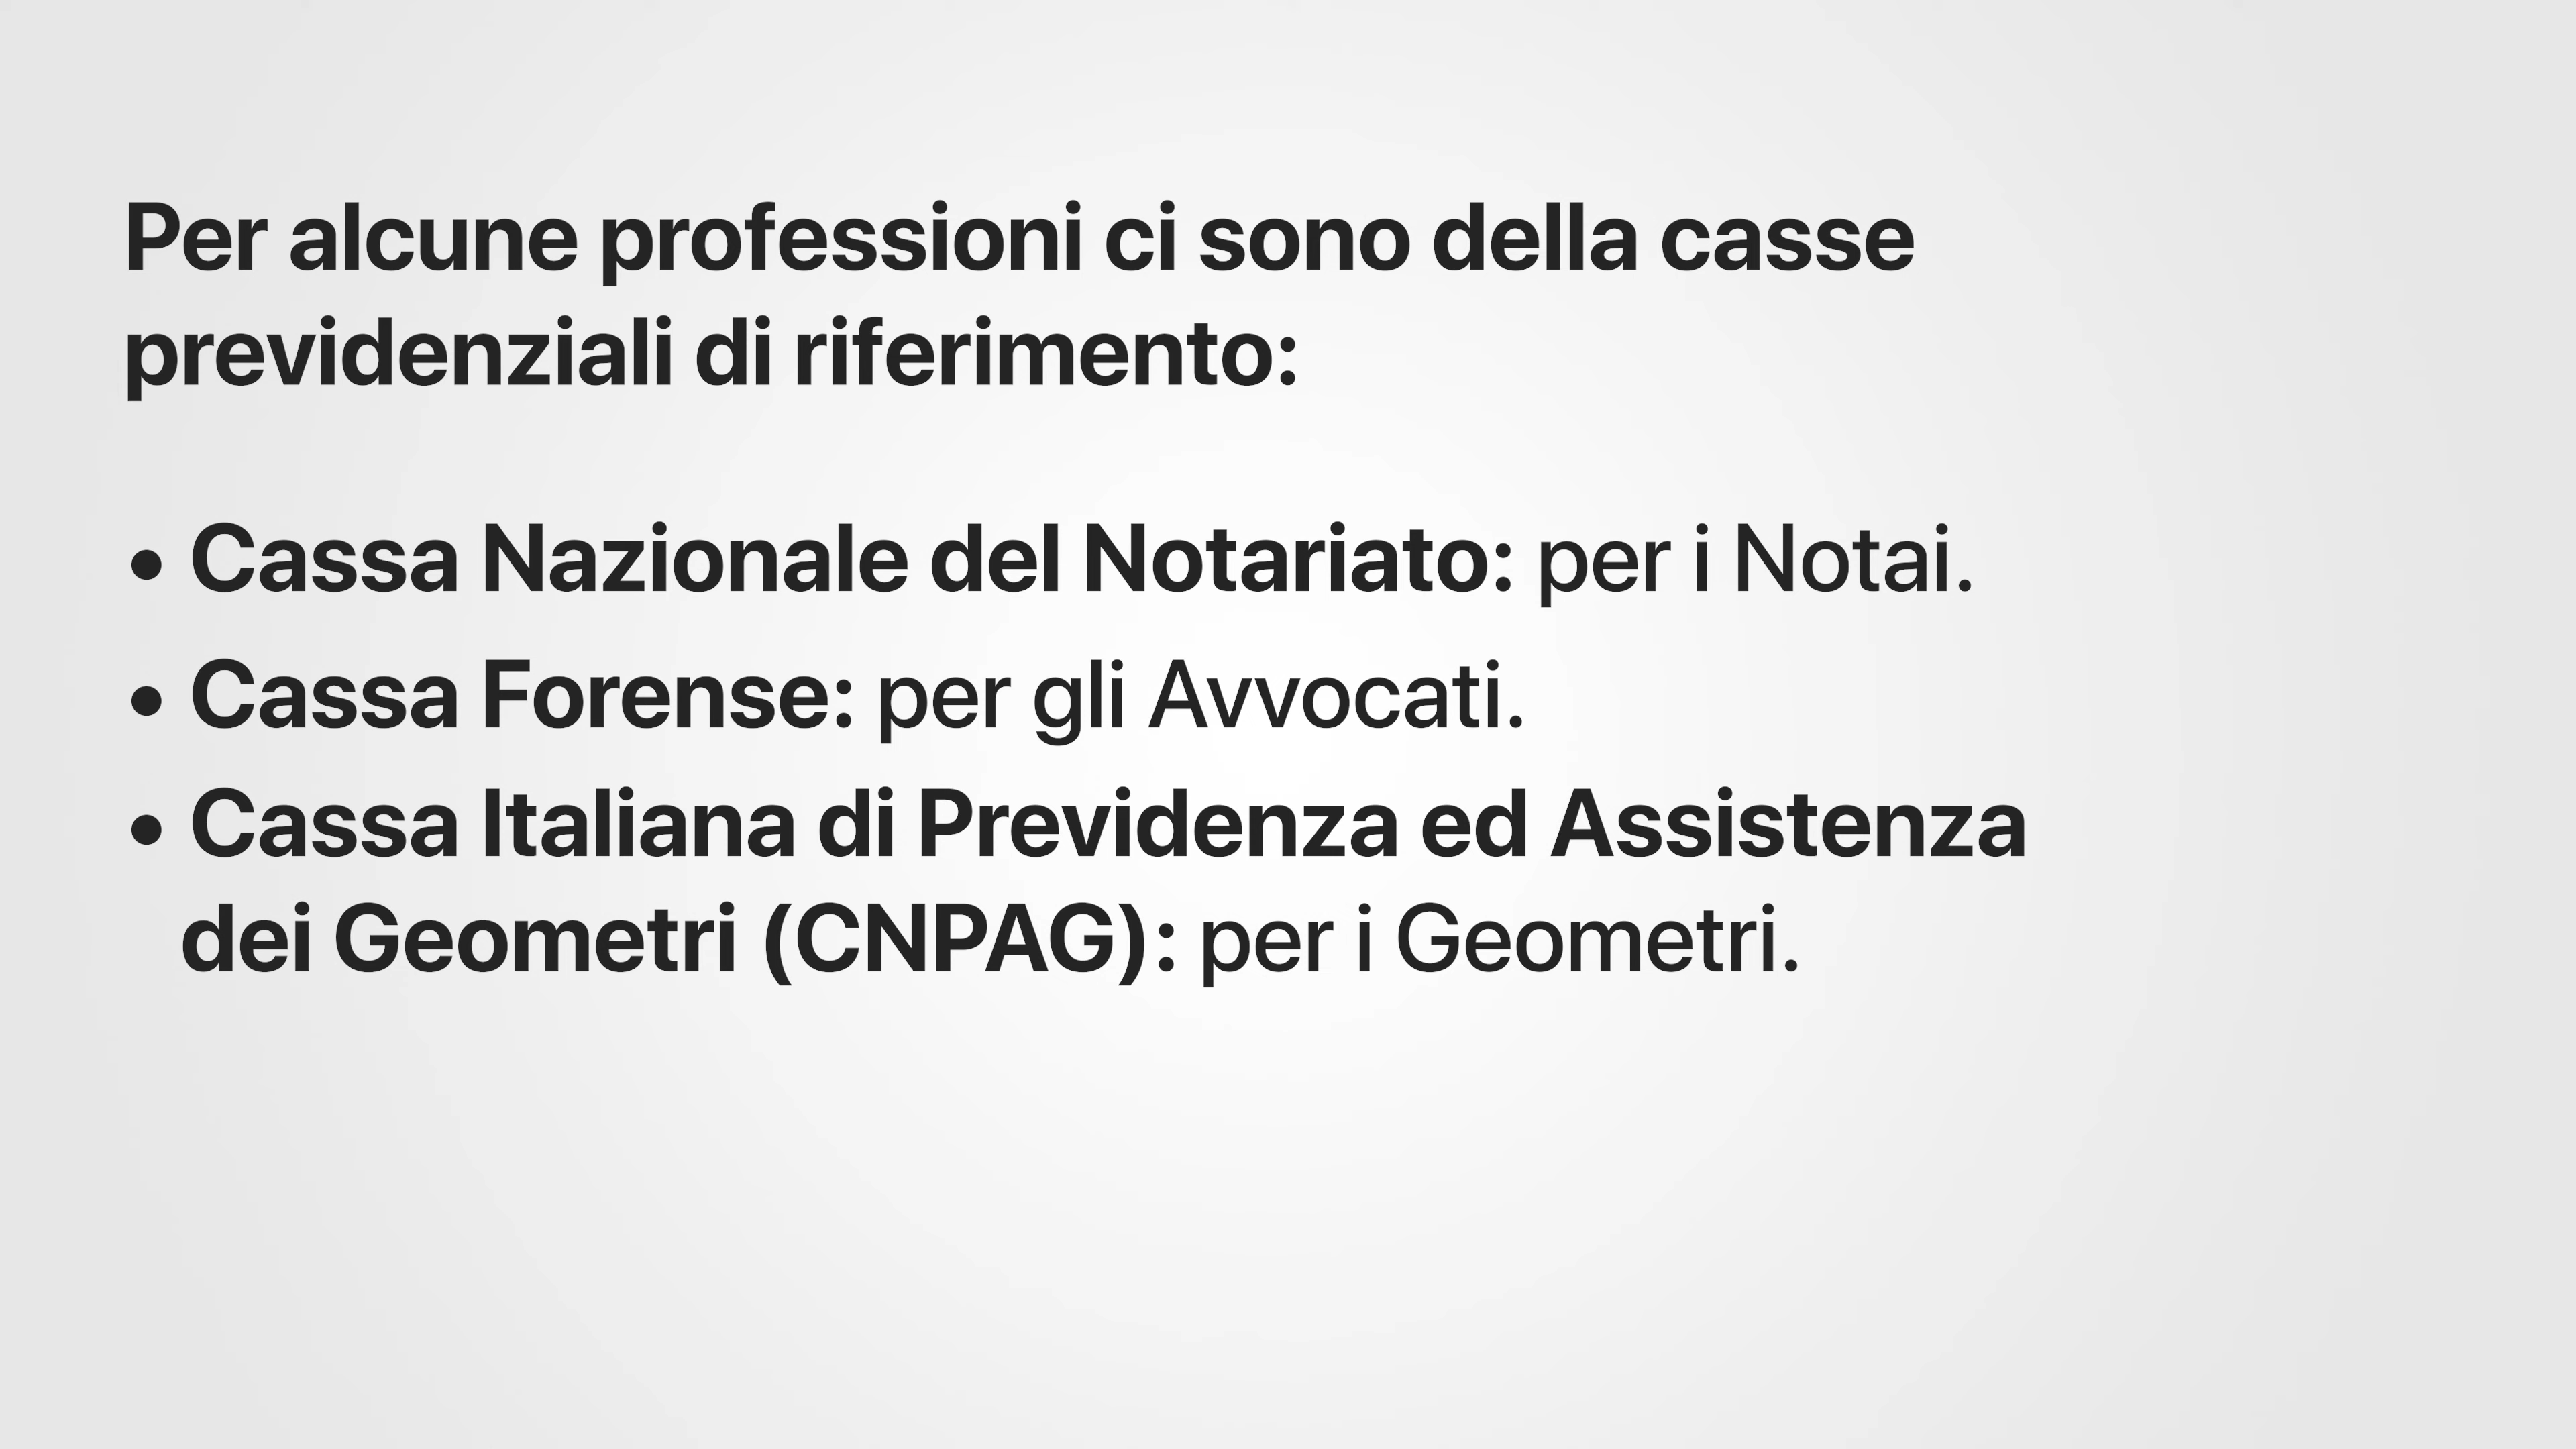 Per alcune professioni ci sono della casse
previdenziali di riferimento:
• Cassa Nazionale del Notariato: per i Notai.
• Cassa Forense: per gli Avvocati.
• Cassa Italiana di Previdenza ed Assistenza
dei Geometri (CNPAG): per i Geometri.